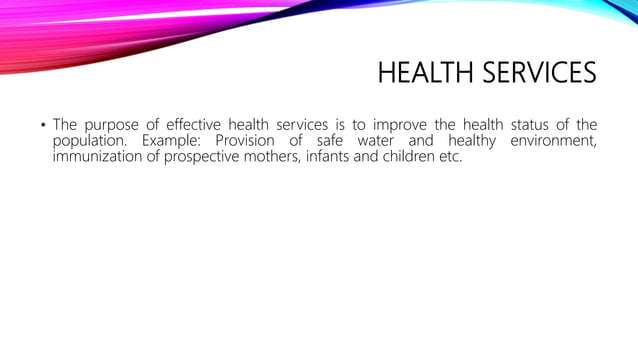 HEALTH SERVICES
• The purpose of effective health services is to improve the health status of the
population. Example: Provision of safe water and healthy environment,
immunization of prospective mothers, infants and children etc.